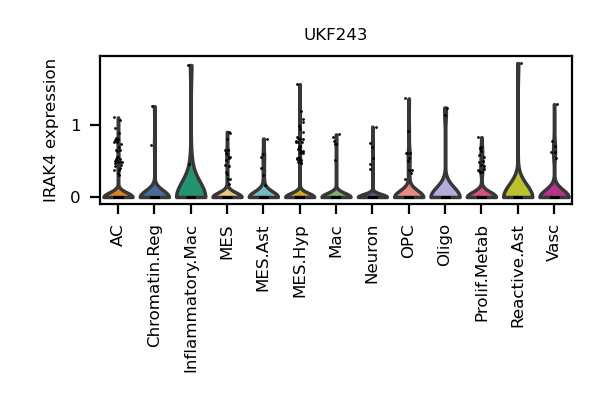 UKF243
IRAK4 expression
1
0
AC
Chromatin.Reg
Inflammatory.Mac
MES
MES.Ast
MES.Hyp
Mac
Neuron
OPC
Oligo
Prolif.Metab
Reactive.Ast
Vasc